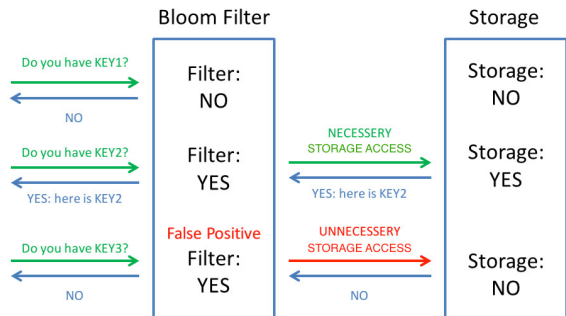 Bloom Filter
Storage
Do you have KEY1?
NO
Filter:
NO
Storage:
NO
Do you have KEY2?
YES: here is KEY2
Filter:
YES
NECESSERY
STORAGE ACCESS
YES: here is KEY2
Storage:
YES
Do you have KEY3?
NO
False Positive
Filter:
YES
UNNECESSERY
STORAGE ACCESS
NO
Storage:
NO